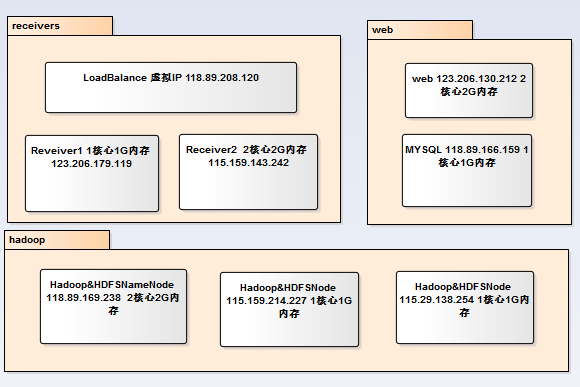 receivers
LoadBalance 虚拟IP 118.89.208.120
Reveiver1 1核心1G内存
123.206.179.119
Receiver2 2核心2G内存
115.159.143.242
web
web 123.206.130.212 2
核心2G内存
MYSQL 118.89.166.159 1
核心1G内存
hadoop
Hadoop&HDFSNameNode
118.89.169.238 2核心2G内
存
Hadoop&HDFSNode
115.159.214.227 1核心1G
内存
Hadoop&HDFSNode
115.29.138.254 1核心1G内
存